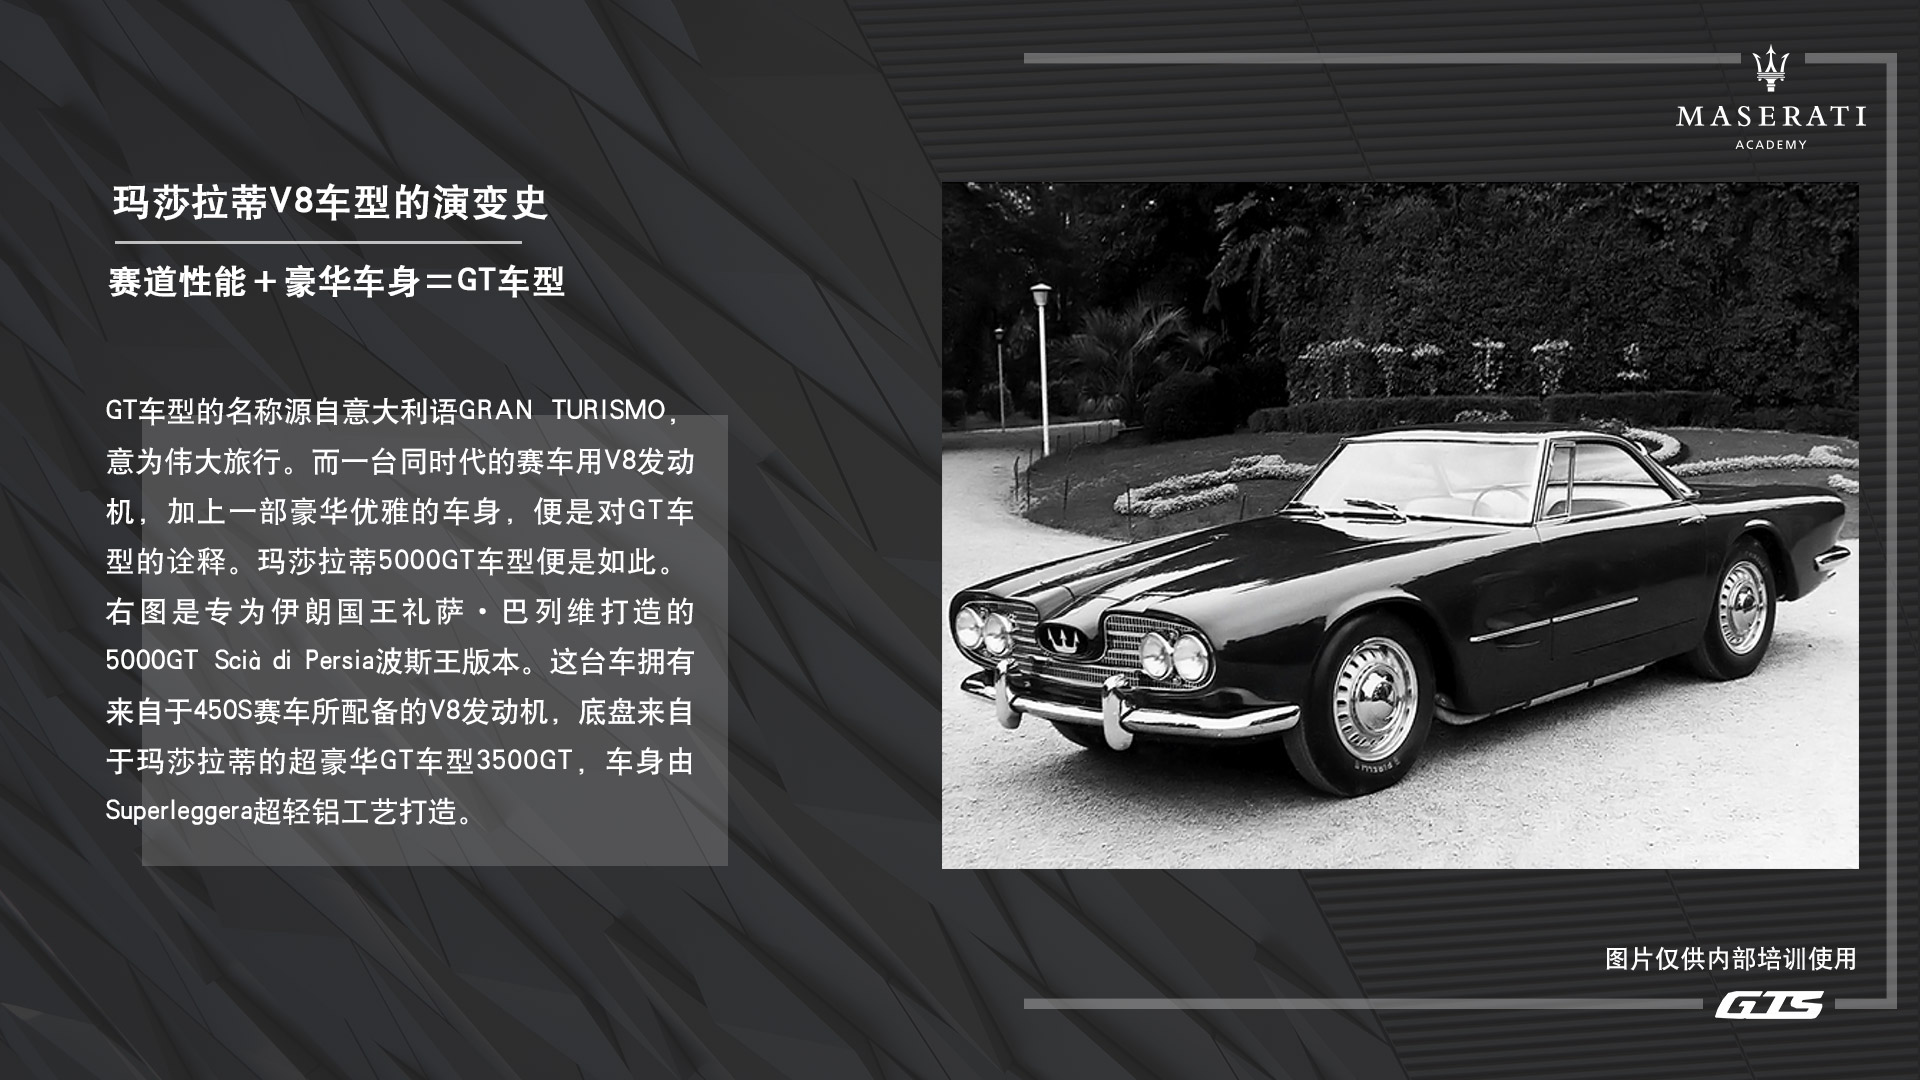 MASERATI
ACADEMY
玛莎拉蒂V8车型的演变史
赛道性能＋豪华车身＝GT车型
GT车型的名称源自意大利语GRAN TURISMO，
意为伟大旅行。而一台同时代的赛车用V8发动
机，加上一部豪华优雅的车身，便是对GT车
型的诠释。玛莎拉蒂5000GT车型便是如此。
右图是专为伊朗国王礼萨·巴列维打造的
5000GT Scià di Persia波斯王版本。这台车拥有
来自于450S赛车所配备的V8发动机，底盘来自
于玛莎拉蒂的超豪华GT车型3500GT，车身由
Superleggera超轻铝工艺打造。
PIRELLI
图片仅供内部培训使用
GTS